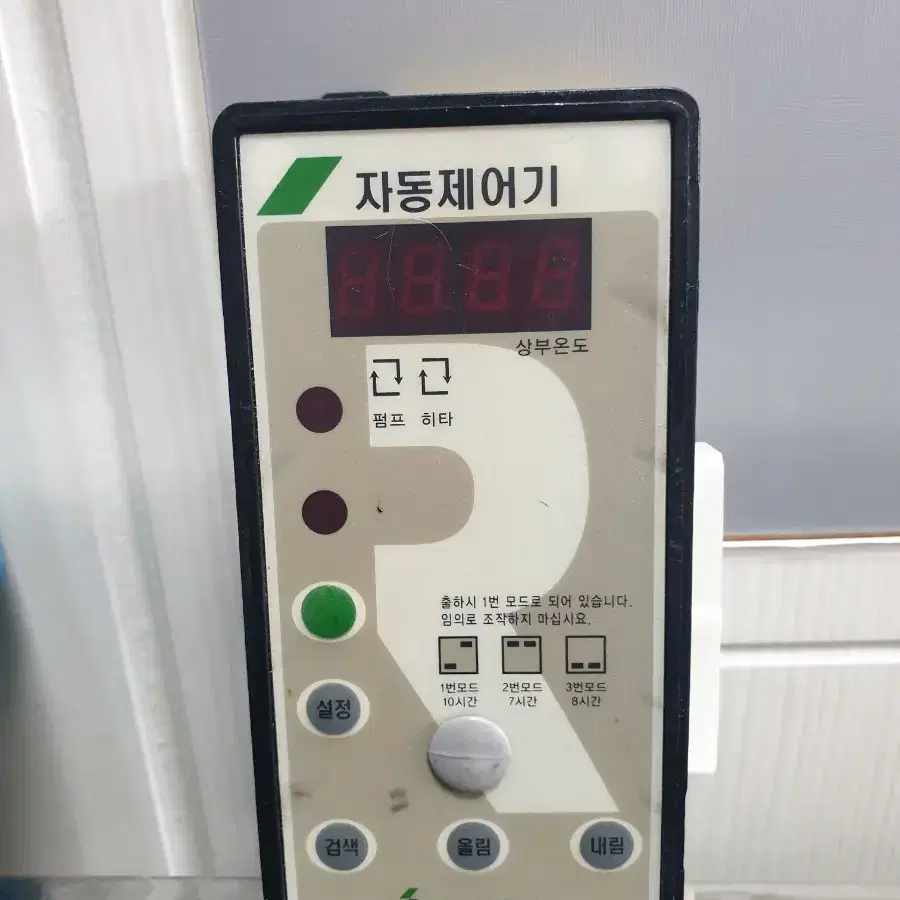 자동제어기
상부온도
펌프 히타
출하시 1번 모드로 되어 있습니다.
임의로 조작하지 마십시요.
1번모드 2번모드 3번모드
10시간 7시간 8시간
설정
검색 올림 내림